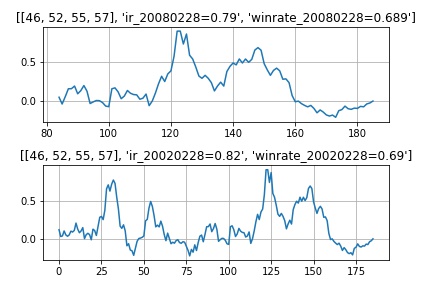 [[46, 52, 55, 57], 'ir_20080228=0.79', 'winrate_20080228=0.689']
0.5
0.0
80 100 120 140 160 180
[[46, 52, 55, 57], 'ir_20020228=0.82', 'winrate_20020228=0.69']
0.5
0.0
0 25 50 75 100 125 150 175